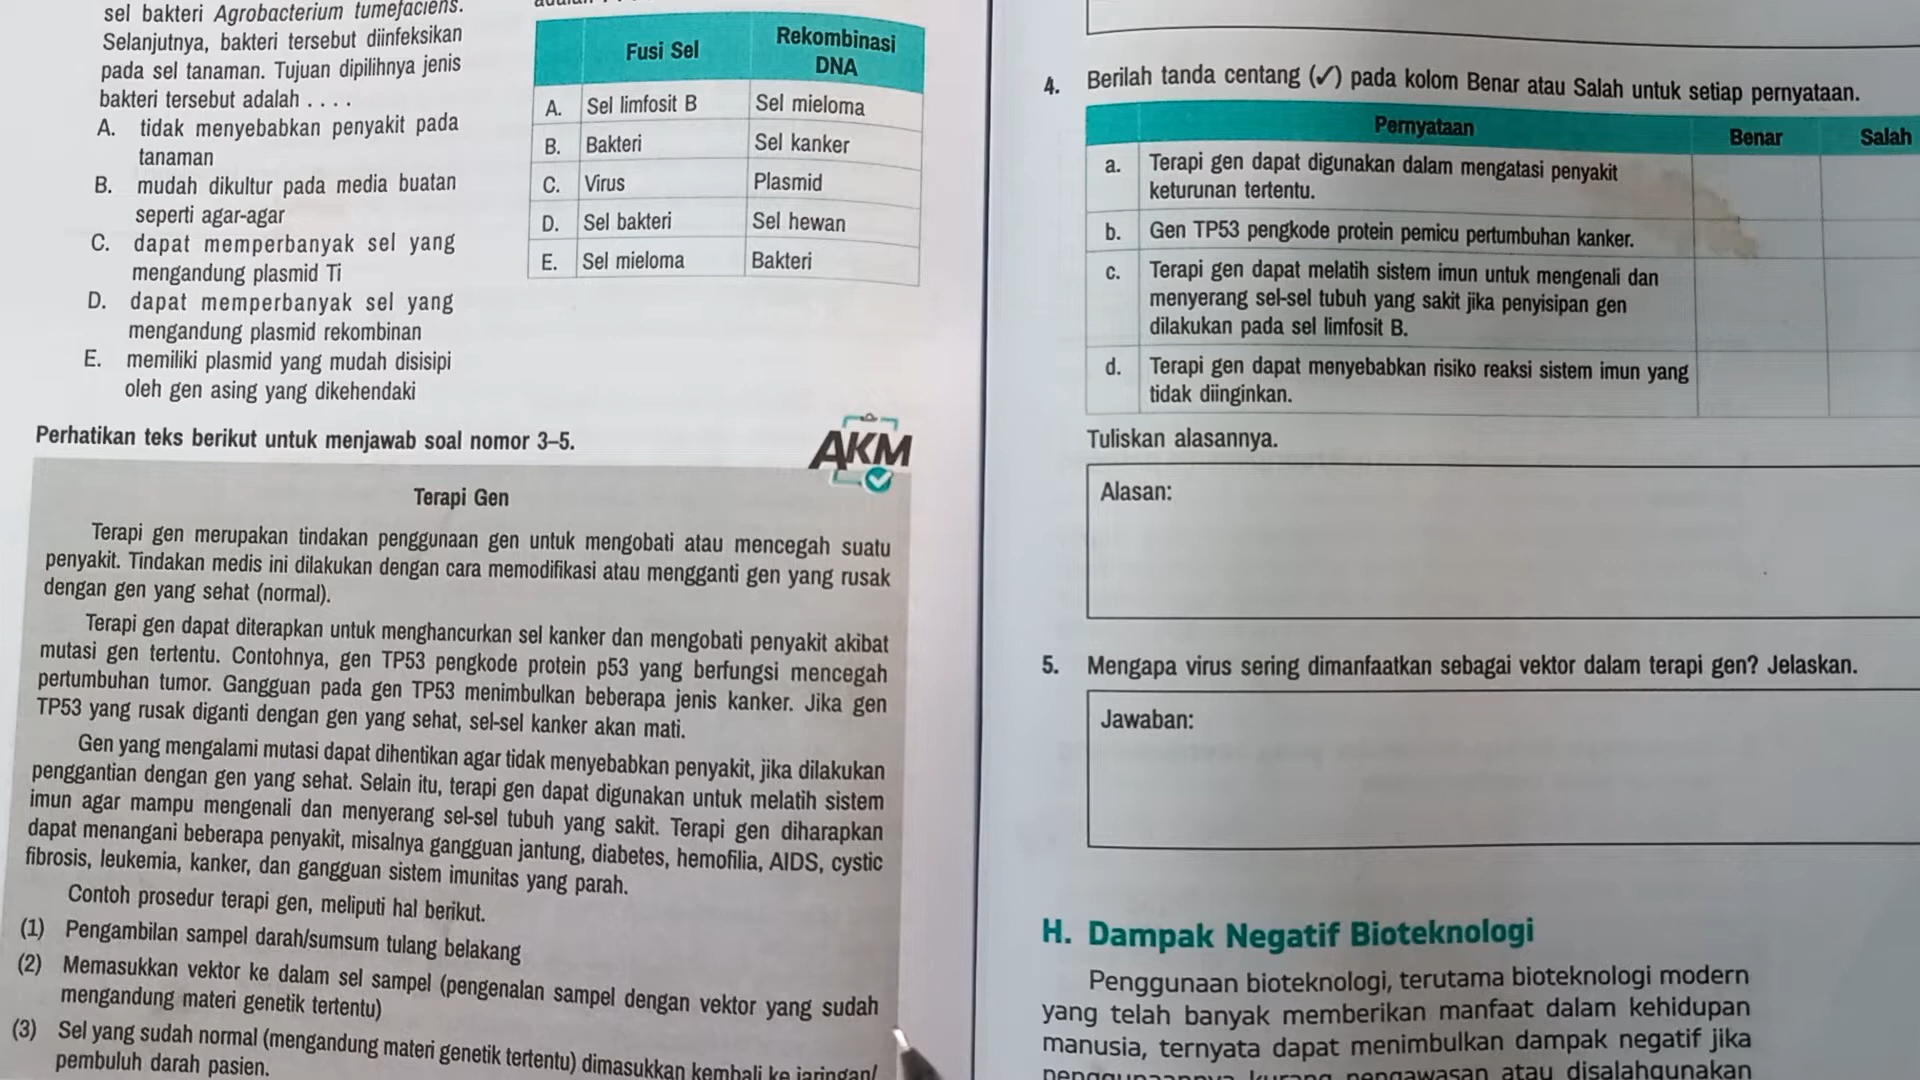 sel bakteri Agrobacterium tumefaciens.
Selanjutnya, bakteri tersebut diinfeksikan
pada sel tanaman. Tujuan dipilihnya jenis
bakteri tersebut adalah . . . .
A. tidak menyebabkan penyakit pada
tanaman
B. mudah dikultur pada media buatan
seperti agar-agar
C. dapat memperbanyak sel yang
mengandung plasmid Ti
D. dapat memperbanyak sel yang
mengandung plasmid rekombinan
E. memiliki plasmid yang mudah disisipi
oleh gen asing yang dikehendaki
Fusi Sel Rekombinasi
DNA
A. Sel limfosit B Sel mieloma
B. Bakteri Sel kanker
C. Virus Plasmid
D. Sel bakteri Sel hewan
E. Sel mieloma Bakteri
Perhatikan teks berikut untuk menjawab soal nomor 3–5.
AKM
Terapi Gen
Terapi gen merupakan tindakan penggunaan gen untuk mengobati atau mencegah suatu
penyakit. Tindakan medis ini dilakukan dengan cara memodifikasi atau mengganti gen yang rusak
dengan gen yang sehat (normal).
Terapi gen dapat diterapkan untuk menghancurkan sel kanker dan mengobati penyakit akibat
mutasi gen tertentu. Contohnya, gen TP53 pengkode protein p53 yang berfungsi mencegah
pertumbuhan tumor. Gangguan pada gen TP53 menimbulkan beberapa jenis kanker. Jika gen
TP53 yang rusak diganti dengan gen yang sehat, sel-sel kanker akan mati.
Gen yang mengalami mutasi dapat dihentikan agar tidak menyebabkan penyakit, jika dilakukan
penggantian dengan gen yang sehat. Selain itu, terapi gen dapat digunakan untuk melatih sistem
imun agar mampu mengenali dan menyerang sel-sel tubuh yang sakit. Terapi gen diharapkan
dapat menangani beberapa penyakit, misalnya gangguan jantung, diabetes, hemofilia, AIDS, cystic
fibrosis, leukemia, kanker, dan gangguan sistem imunitas yang parah.
Contoh prosedur terapi gen, meliputi hal berikut.
(1) Pengambilan sampel darah/sumsum tulang belakang
(2) Memasukkan vektor ke dalam sel sampel (pengenalan sampel dengan vektor yang sudah
mengandung materi genetik tertentu)
(3) Sel yang sudah normal (mengandung materi genetik tertentu) dimasukkan kembali ke jaringan/
pembuluh darah pasien.
4. Berilah tanda centang (✓) pada kolom Benar atau Salah untuk setiap pernyataan.
Pernyataan Benar Salah
a. Terapi gen dapat digunakan dalam mengatasi penyakit
keturunan tertentu.
b. Gen TP53 pengkode protein pemicu pertumbuhan kanker.
c. Terapi gen dapat melatih sistem imun untuk mengenali dan
menyerang sel-sel tubuh yang sakit jika penyisipan gen
dilakukan pada sel limfosit B.
d. Terapi gen dapat menyebabkan risiko reaksi sistem imun yang
tidak diinginkan.
Tuliskan alasannya.
Alasan:
5. Mengapa virus sering dimanfaatkan sebagai vektor dalam terapi gen? Jelaskan.
Jawaban:
H. Dampak Negatif Bioteknologi
Penggunaan bioteknologi, terutama bioteknologi modern
yang telah banyak memberikan manfaat dalam kehidupan
manusia, ternyata dapat menimbulkan dampak negatif jika
kurang pengawasan atau disalahgunakan